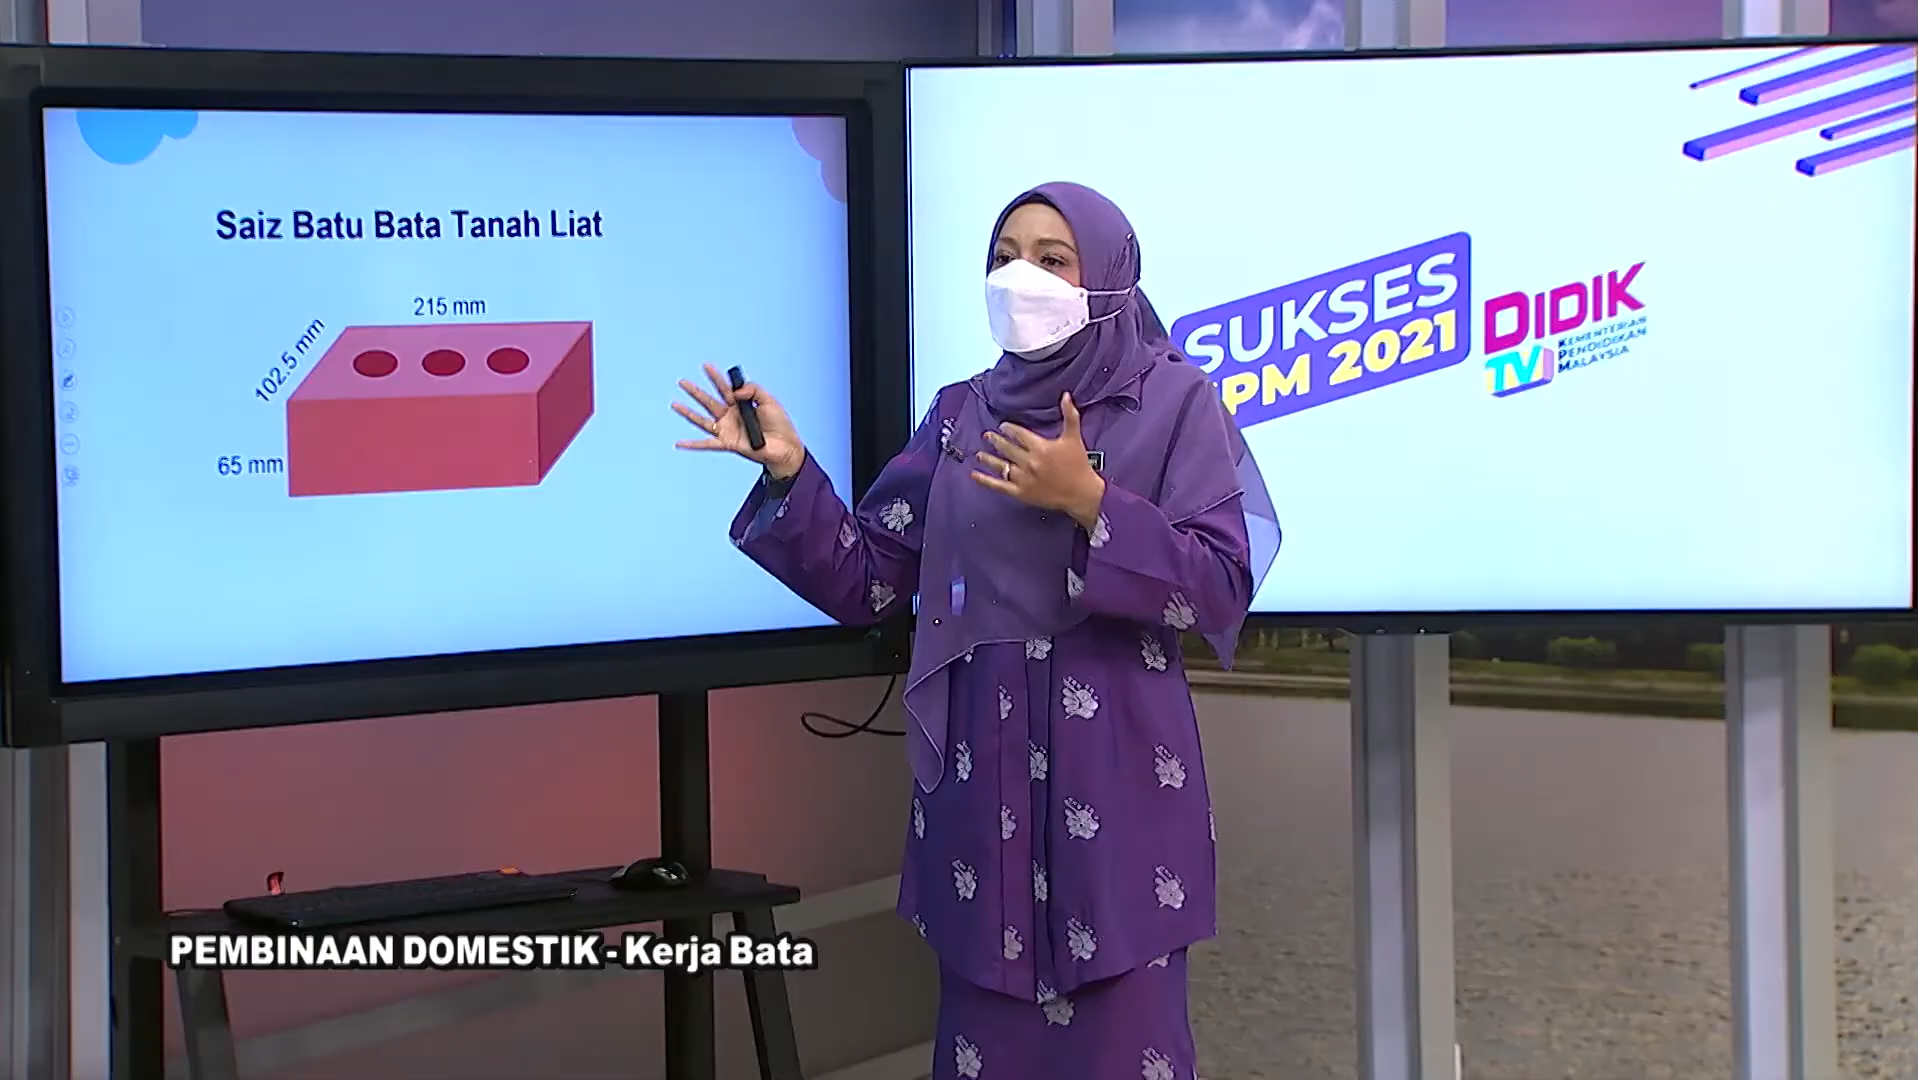 Saiz Batu Bata Tanah Liat
215 mm
102.5 mm
65 mm
SUKSES
PM 2021
DIDIK
TV
KEMENTERIAN
PENDIDIKAN
MALAYSIA
PEMBINAAN DOMESTIK - Kerja Bata